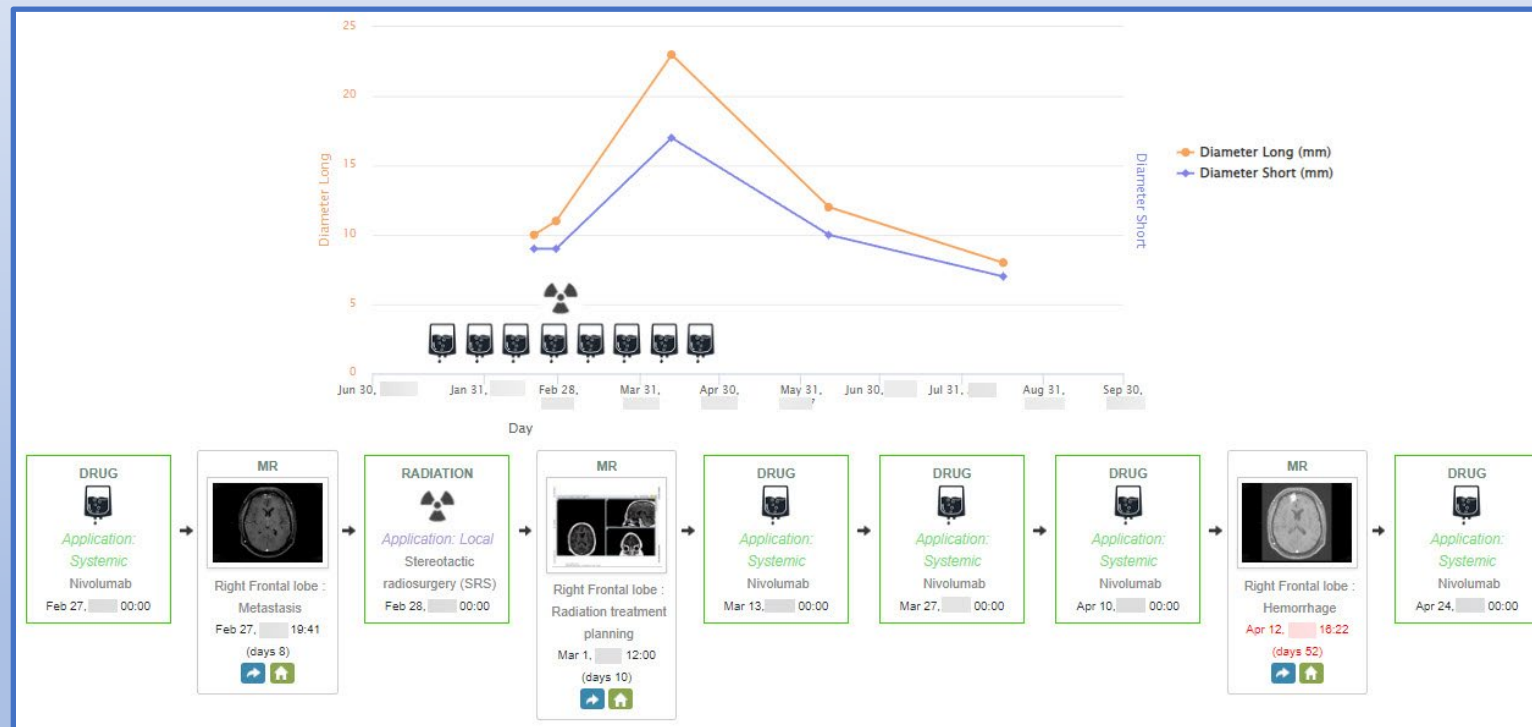 25
20
15
10
5
0
Diameter Long
Diameter Short
Diameter Long (mm)
Diameter Short (mm)
Jun 30,
Jan 31,
Feb 28,
Mar 31,
Apr 30,
May 31,
Jun 30,
Jul 31,
Aug 31,
Sep 30,
Day
DRUG
Application:
Systemic
Nivolumab
Feb 27, 00:00
MR
Right Frontal lobe :
Metastasis
Feb 27, 19:41
(days 8)
RADIATION
Application: Local
Stereotactic
radiosurgery (SRS)
Feb 28, 00:00
MR
Right Frontal lobe :
Radiation treatment
planning
Mar 1, 12:00
(days 10)
DRUG
Application:
Systemic
Nivolumab
Mar 13, 00:00
DRUG
Application:
Systemic
Nivolumab
Mar 27, 00:00
DRUG
Application:
Systemic
Nivolumab
Apr 10, 00:00
MR
Right Frontal lobe :
Hemorrhage
Apr 12, 16:22
(days 52)
DRUG
Application:
Systemic
Nivolumab
Apr 24, 00:00